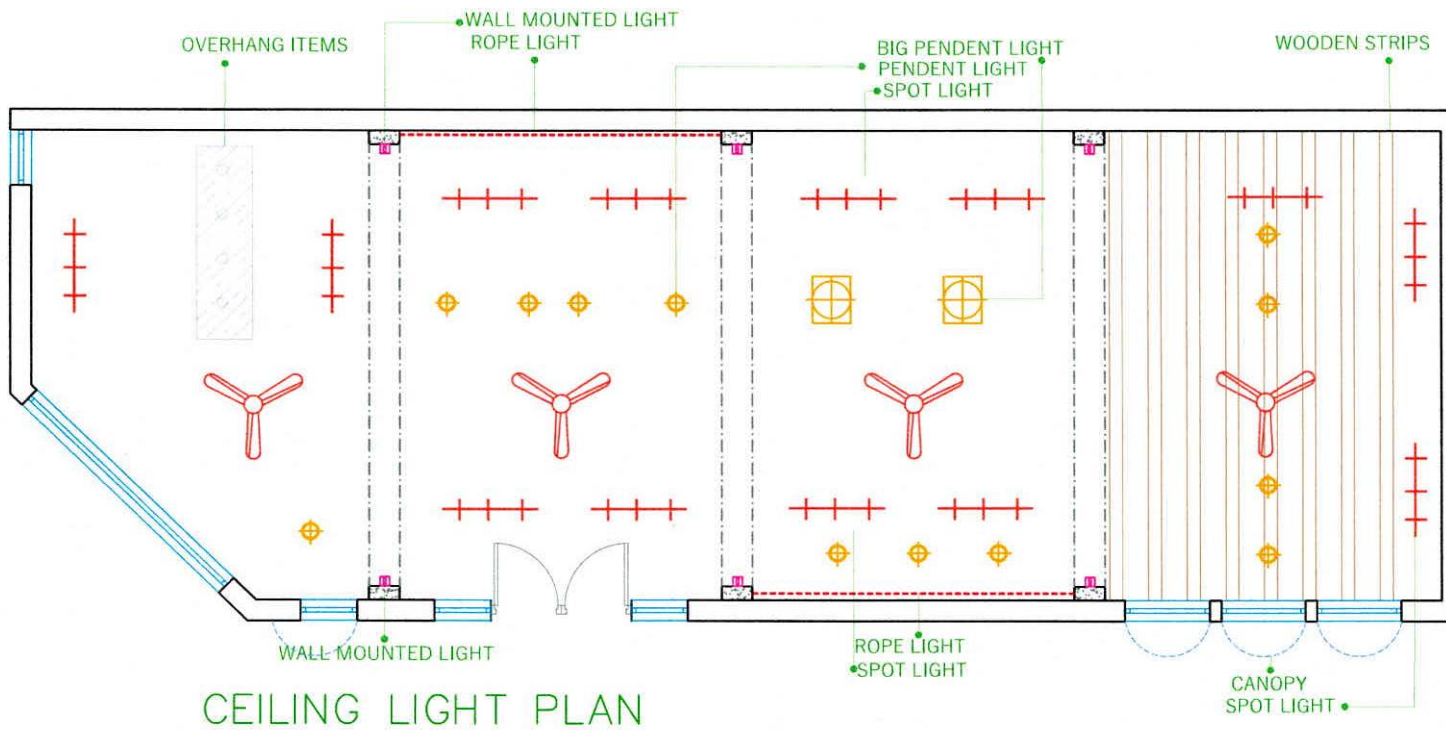 WALL MOUNTED LIGHT
ROPE LIGHT
OVERHANG ITEMS
BIG PENDENT LIGHT
PENDENT LIGHT
SPOT LIGHT
WOODEN STRIPS
WALL MOUNTED LIGHT
ROPE LIGHT
SPOT LIGHT
CANOPY
SPOT LIGHT
CEILING LIGHT PLAN